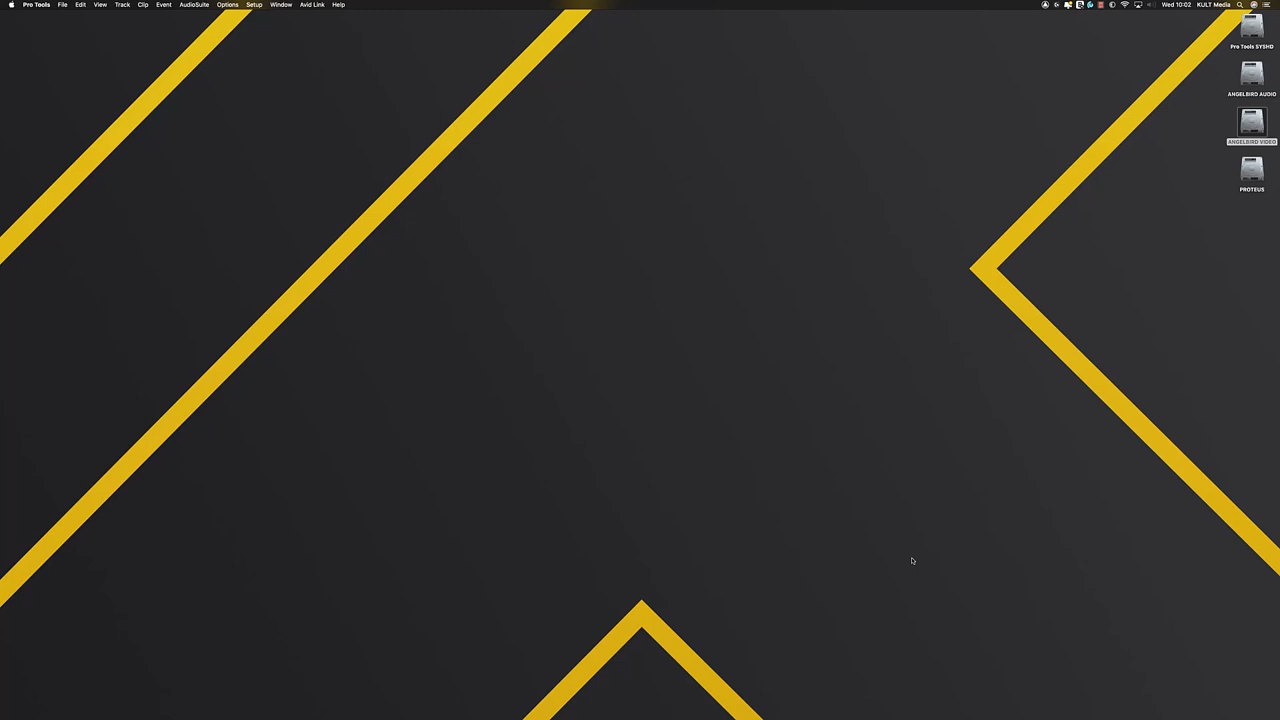 Pro Tools File Edit View Track Clip Event AudioSuite Options Setup Window Avid Link Help Wed 10:02 KULT Media
Pro Tools SYSHD
ANGELBIRD AUDIO
ANGELBIRD VIDEO
PROTEUS